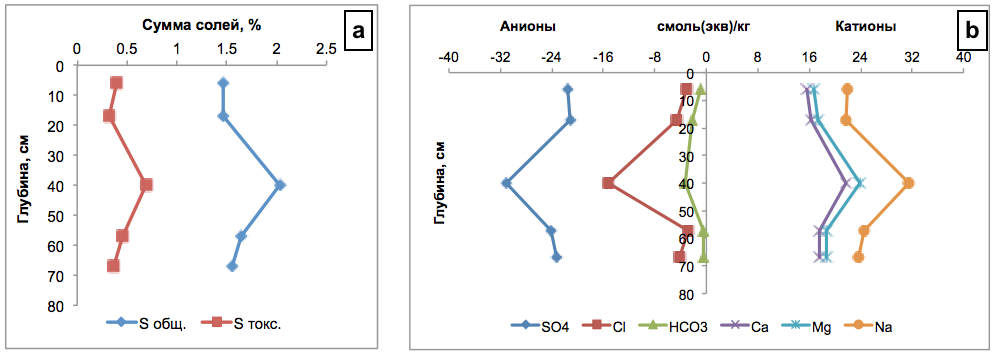 Сумма солей, %
a
0 0.5 1 1.5 2 2.5
0
10
20
30
40
50
60
70
80
Глубина, см
S общ. S токс.
Анионы смоль(экв)/кг Катионы
b
-40 -32 -24 -16 -8 0 8 16 24 32 40
0
10
20
30
40
50
60
70
80
Глубина, см
SO4 Cl HCO3 Ca Mg Na